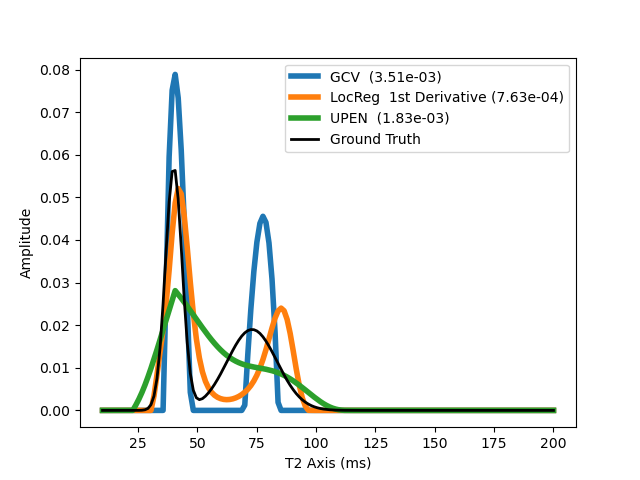 GCV  (3.51e-03)
LocReg  1st Derivative (7.63e-04)
UPEN  (1.83e-03)
Ground Truth
Amplitude
0.08
0.07
0.06
0.05
0.04
0.03
0.02
0.01
0.00
25 50 75 100 125 150 175 200
T2 Axis (ms)